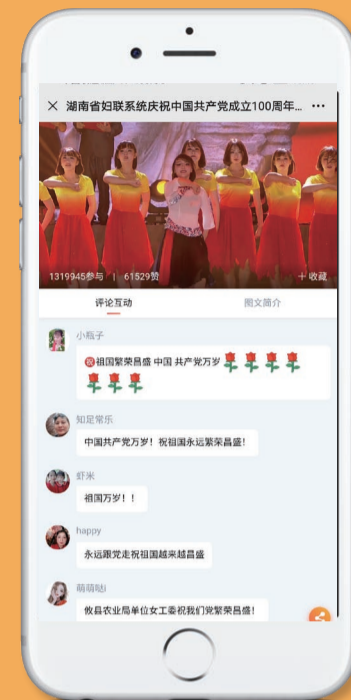 湖南省妇联系统庆祝中国共产党成立100周年...
1319945参与 | 61529赞
收藏
评论互动
图文简介
小瓶子
祝祖国繁荣昌盛 中国 共产党万岁
知足常乐
中国共产党万岁！祝祖国永远繁荣昌盛！
虾米
祖国万岁！！
happy
永远跟党走祝祖国越来越昌盛
萌萌哒i
攸县农业局单位女工委祝我们党繁荣昌盛！